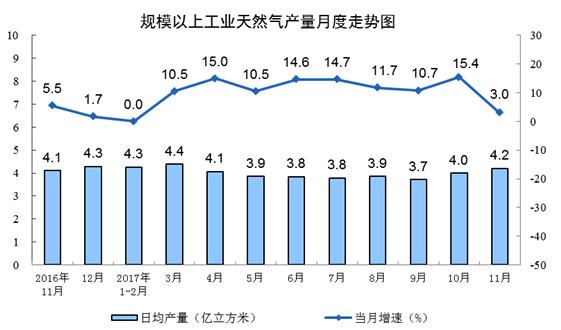 规模以上工业天然气产量月度走势图
10 9 8 7 6 5 4 3 2 1 0
30 20 10 0 -10 -20 -30 -40 -50
5.5 1.7 0.0 10.5 15.0 10.5 14.6 14.7 11.7 10.7 15.4 3.0
4.1 4.3 4.3 4.4 4.1 3.9 3.8 3.8 3.9 3.7 4.0 4.2
2016年 12月 2017年 3月 4月 5月 6月 7月 8月 9月 10月 11月
11月 1-2月
日均产量（亿立方米） 当月增速（%）